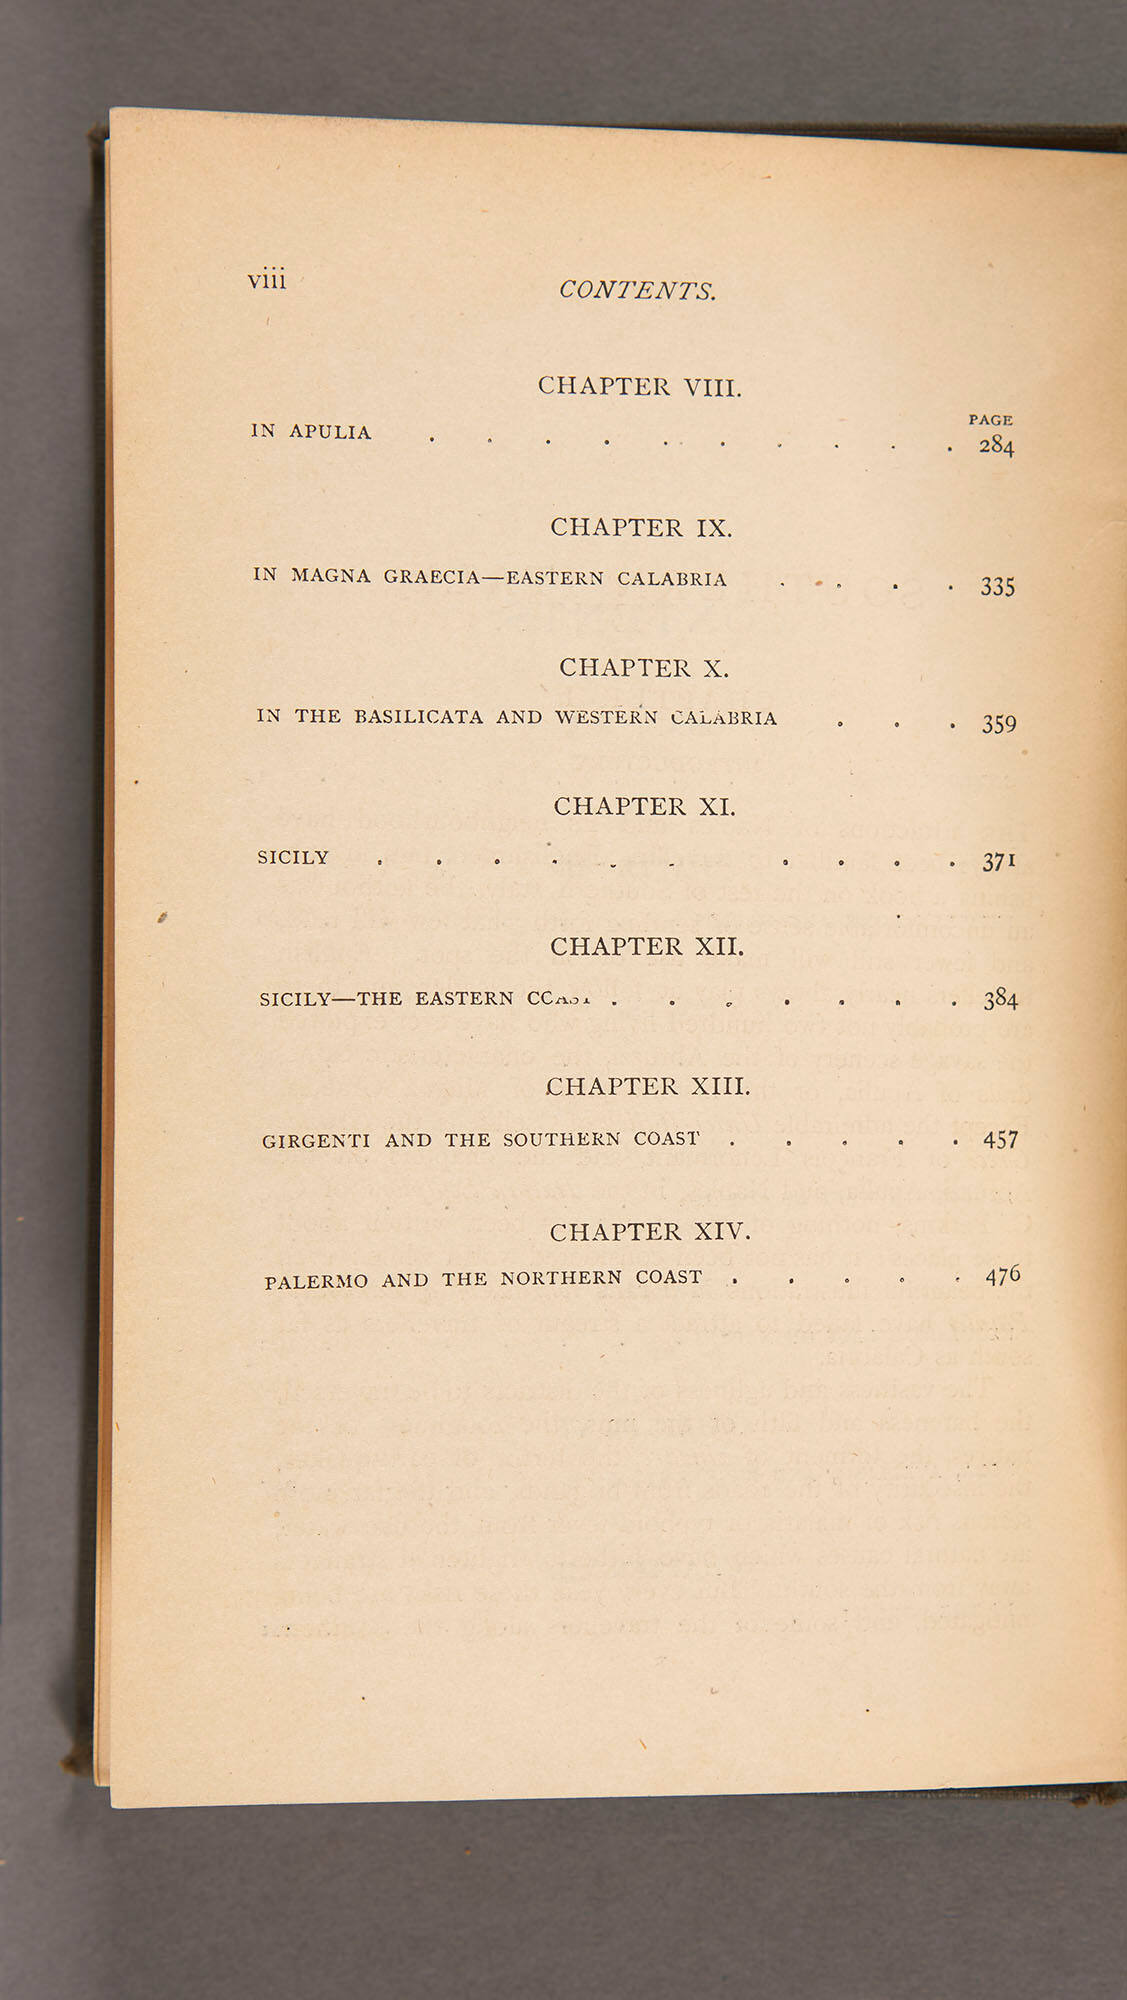 viii
CONTENTS.
CHAPTER VIII.
PAGE
IN APULIA . . . . . . . . . . 284
CHAPTER IX.
IN MAGNA GRAECIA—EASTERN CALABRIA . . . . 335
CHAPTER X.
IN THE BASILICATA AND WESTERN CALABRIA . . . 359
CHAPTER XI.
SICILY . . . . . . . . . . 371
CHAPTER XII.
SICILY—THE EASTERN COAST . . . . . . . 384
CHAPTER XIII.
GIRGENTI AND THE SOUTHERN COAST . . . . . 457
CHAPTER XIV.
PALERMO AND THE NORTHERN COAST . . . . . 476